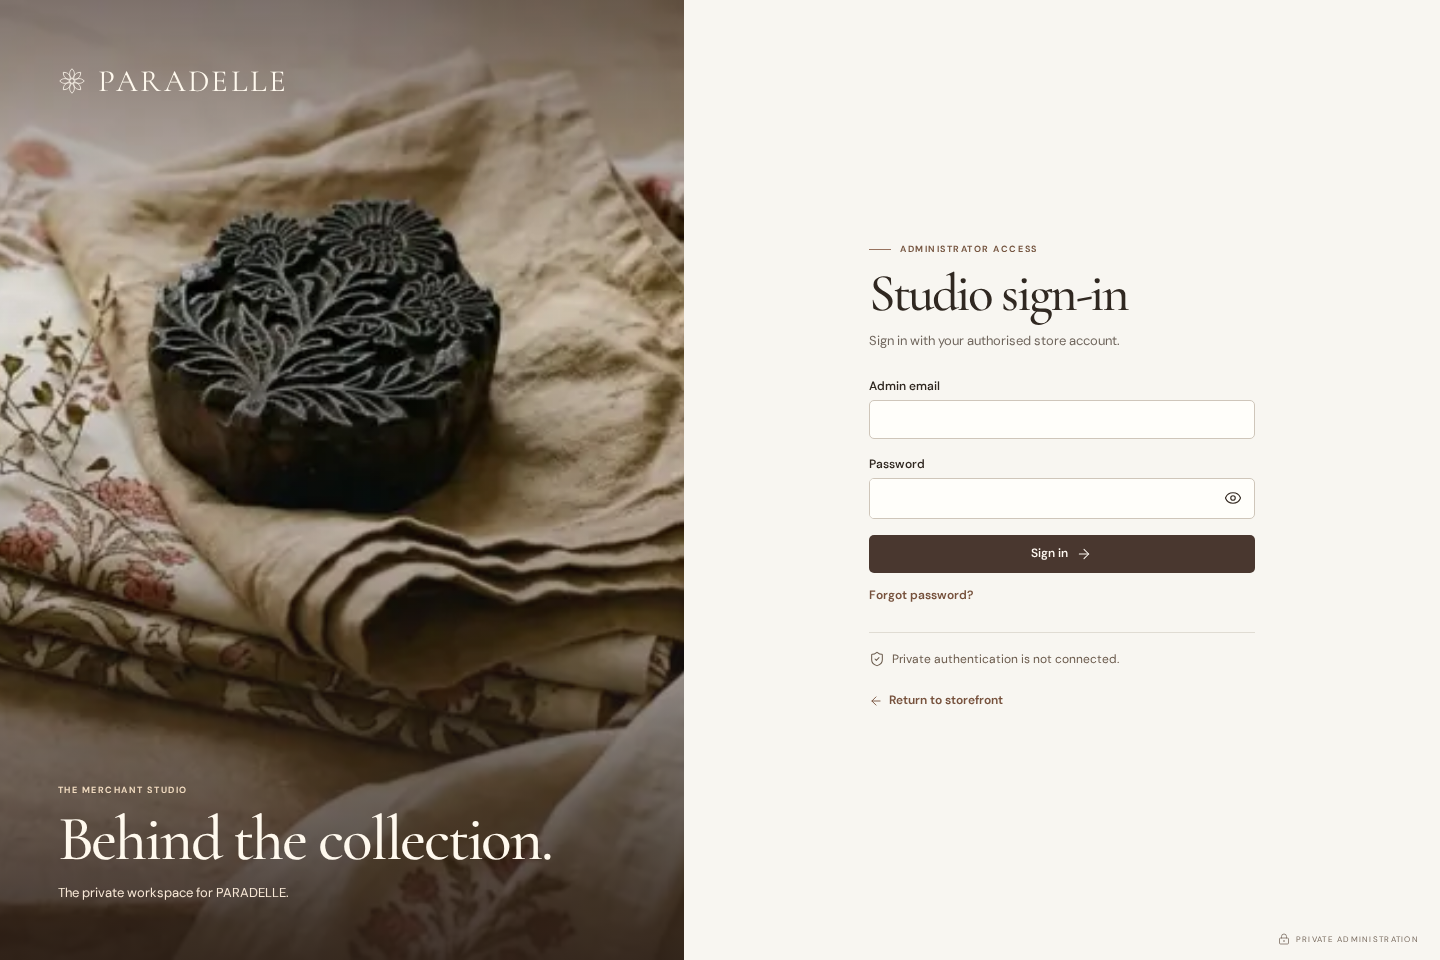 PARADELLE
THE MERCHANT STUDIO
Behind the collection.
The private workspace for PARADELLE.
ADMINISTRATOR ACCESS
Studio sign-in
Sign in with your authorised store account.
Admin email
Password
Sign in
Forgot password?
Private authentication is not connected.
Return to storefront
PRIVATE ADMINISTRATION